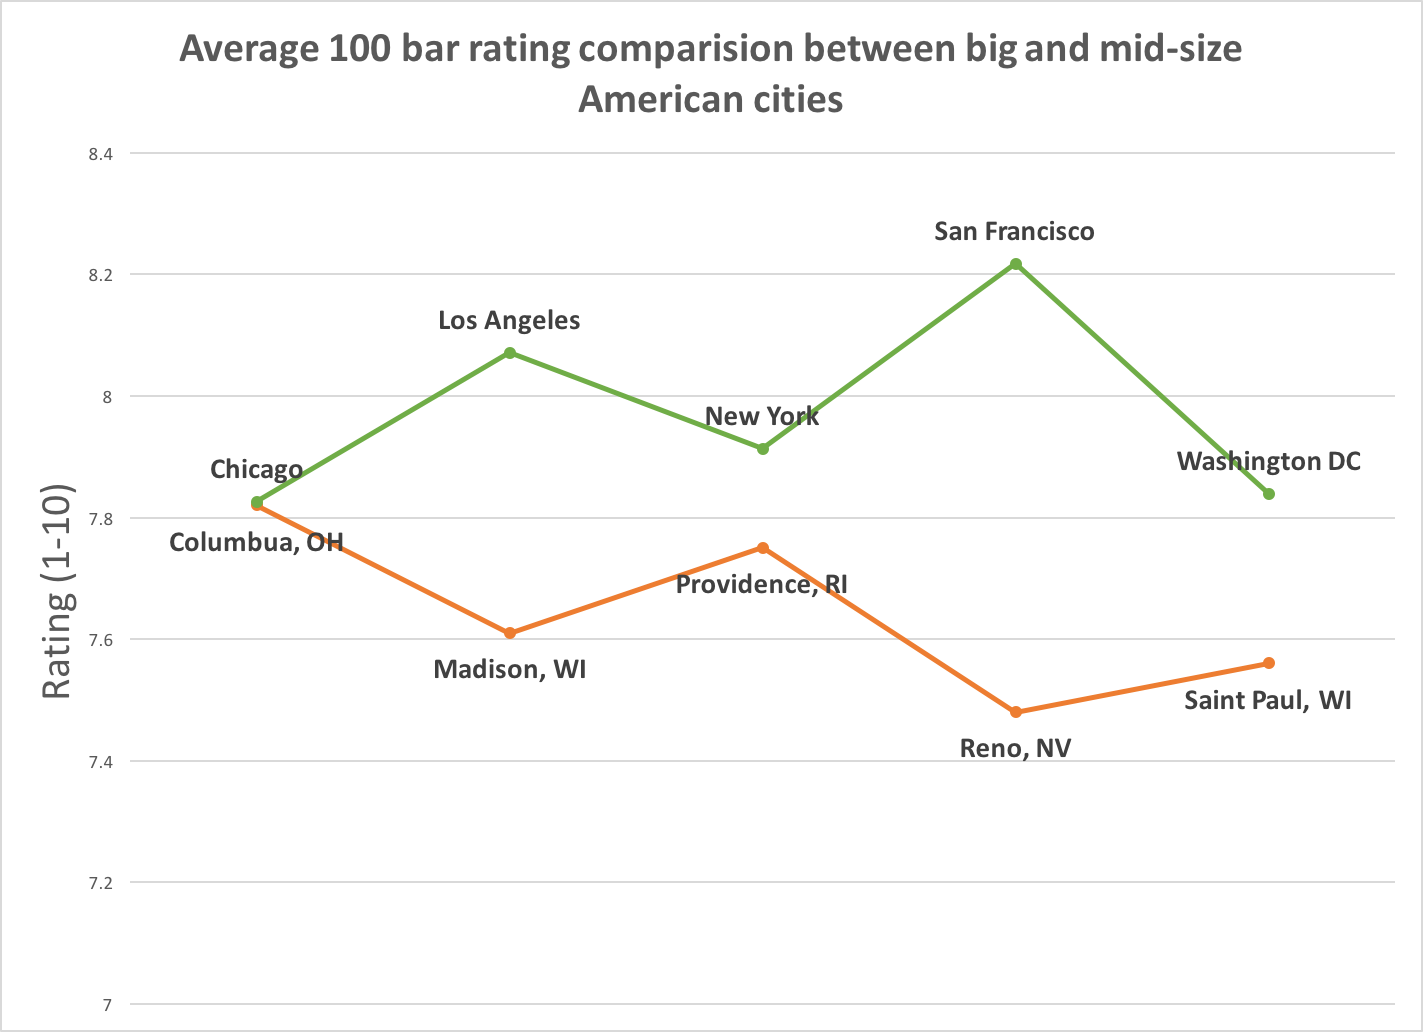 Average 100 bar rating comparision between big and mid-size
American cities
8.4
San Francisco
8.2
Los Angeles
8
New York
Chicago
Washington DC
7.8
Columbua, OH
Providence, RI
7.6
Madison, WI
Saint Paul, WI
Reno, NV
7.4
7.2
7
Rating (1-10)